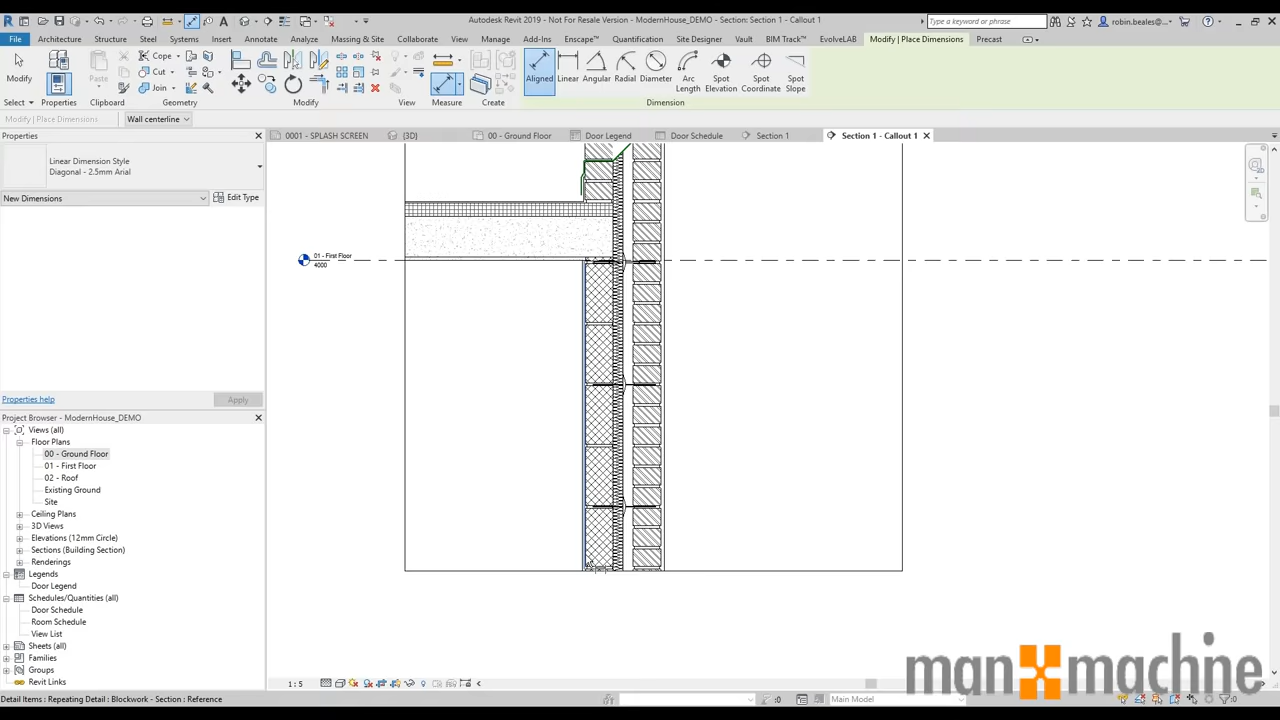 Autodesk Revit 2019 - Not For Resale Version - ModernHouse_DEMO - Section: Section 1 - Callout 1
Type a keyword or phrase
robin.beales@...
File Architecture Structure Steel Systems Insert Annotate Analyze Massing & Site Collaborate View Manage Add-Ins Enscape™ Quantification Site Designer Vault BIM Track™ EvolveLAB Modify | Place Dimensions Precast
Modify Paste Cope Cut Join Aligned Linear Angular Radial Diameter Arc Length Spot Elevation Spot Coordinate Spot Slope
Select Properties Clipboard Geometry Modify View Measure Create Dimension
Modify | Place Dimensions Wall centerline
Properties
0001 - SPLASH SCREEN {3D} 00 - Ground Floor Door Legend Door Schedule Section 1 Section 1 - Callout 1
Linear Dimension Style
Diagonal - 2.5mm Arial
New Dimensions Edit Type
01 - First Floor
4000
Properties help Apply
Project Browser - ModernHouse_DEMO
Views (all)
Floor Plans
00 - Ground Floor
01 - First Floor
02 - Roof
Existing Ground
Site
Ceiling Plans
3D Views
Elevations (12mm Circle)
Sections (Building Section)
Renderings
Legends
Door Legend
Schedules/Quantities (all)
Door Schedule
Room Schedule
View List
Sheets (all)
Families
Groups
Revit Links
1 : 5
man machine
Detail Items : Repeating Detail : Blockwork - Section : Reference
:0 Main Model :0